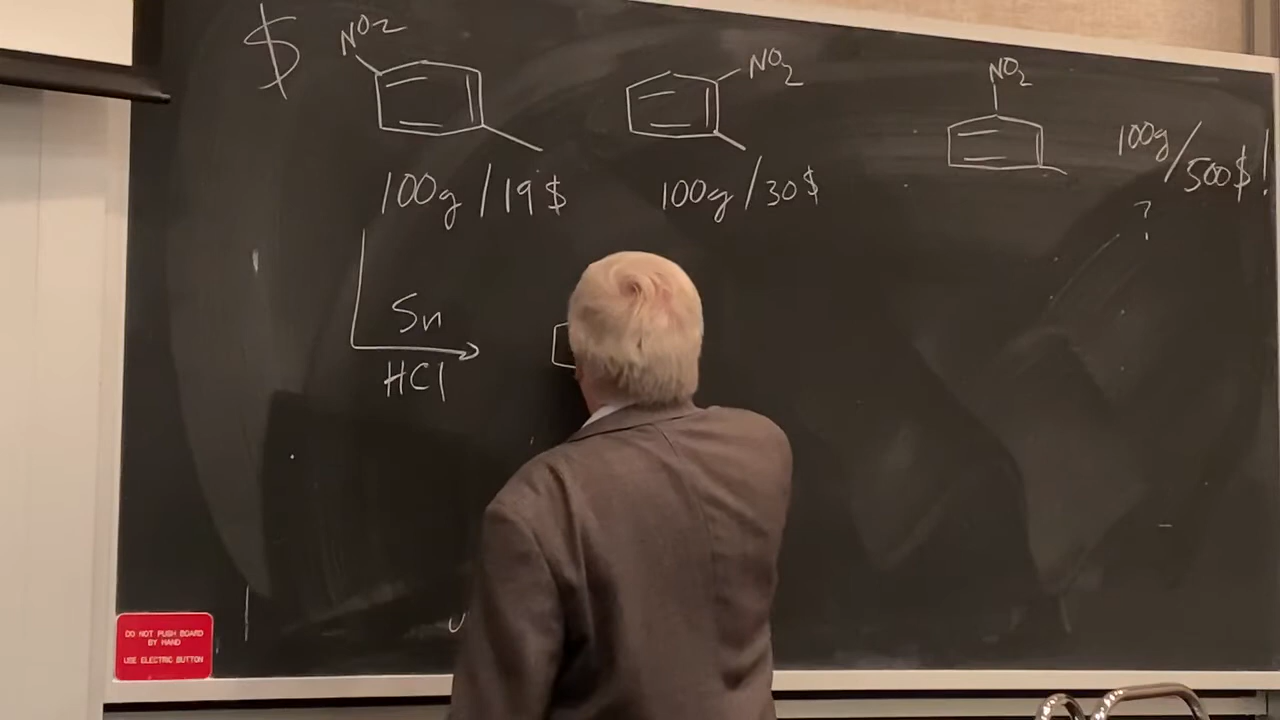 $
NO2
NO2
NO2
100g/19$
100g/30$
100g/500$!
?
Sn
HCl
DO NOT PUSH BOARD
BY HAND
USE ELECTRIC BUTTON